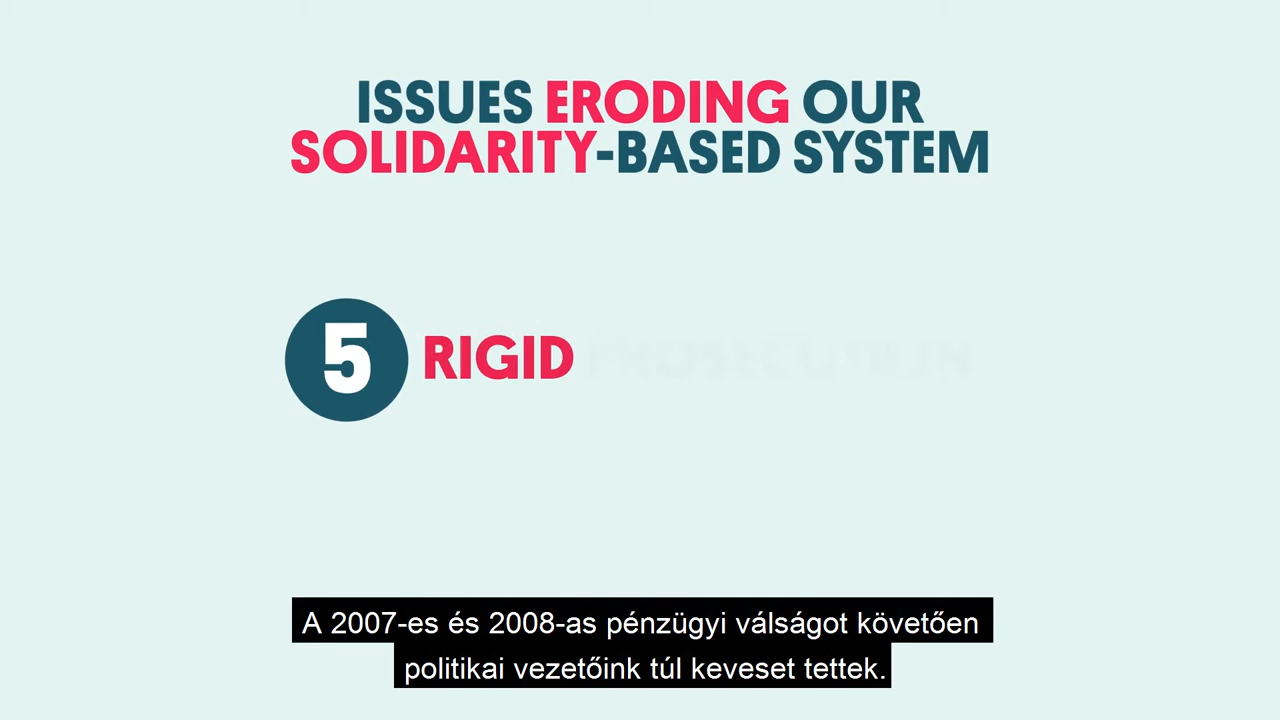 ISSUES ERODING OUR
SOLIDARITY-BASED SYSTEM
5 RIGID
A 2007-es és 2008-as pénzügyi válságot követően
politikai vezetőink túl keveset tettek.